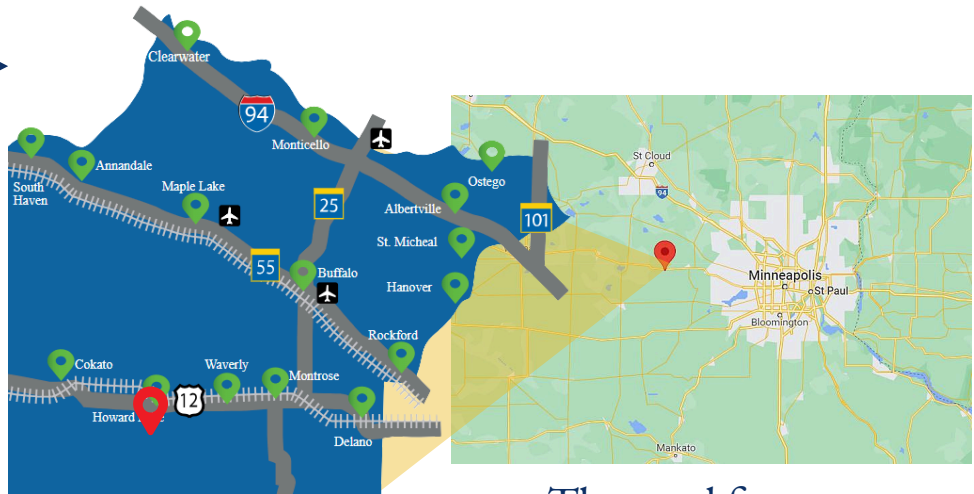 Clearwater
94
Monticello
South
Haven
Annandale
Maple Lake
25
Ostego
Albertville
101
St. Micheal
55
Buffalo
Hanover
Rockford
Cokato
Waverly
Montrose
12
Howard
Delano
St Cloud
94
Minneapolis
St Paul
Bloomington
Mankato